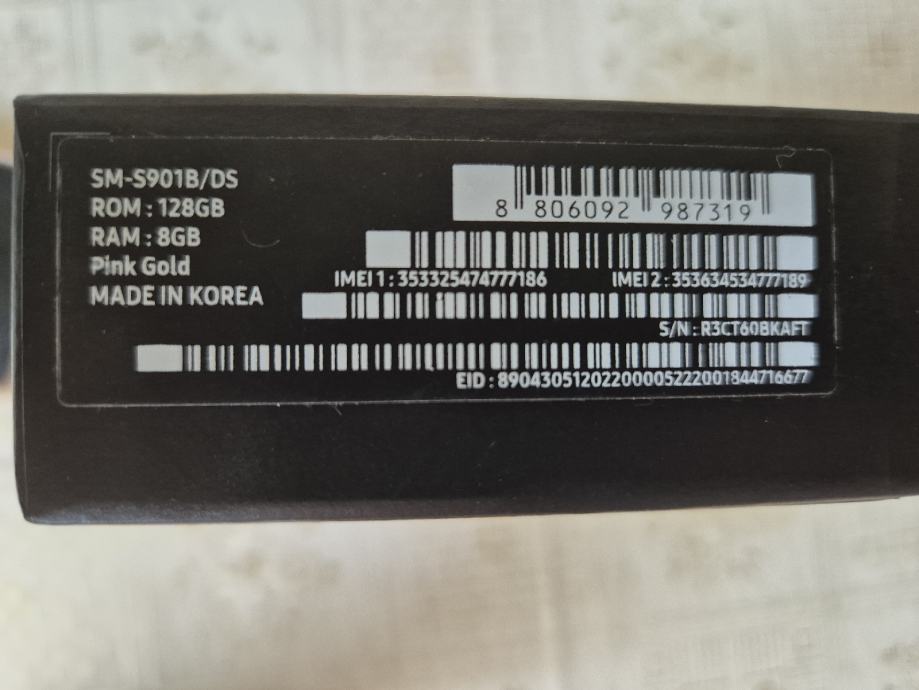 SM-S901B/DS
ROM : 128GB
RAM : 8GB
Pink Gold
MADE IN KOREA
8 806092 987319
IMEI 1 : 353325474777186 IMEI 2 : 353634534777189
S/N : R3CT60BKAFT
EID : 89043051202200005222001844716677